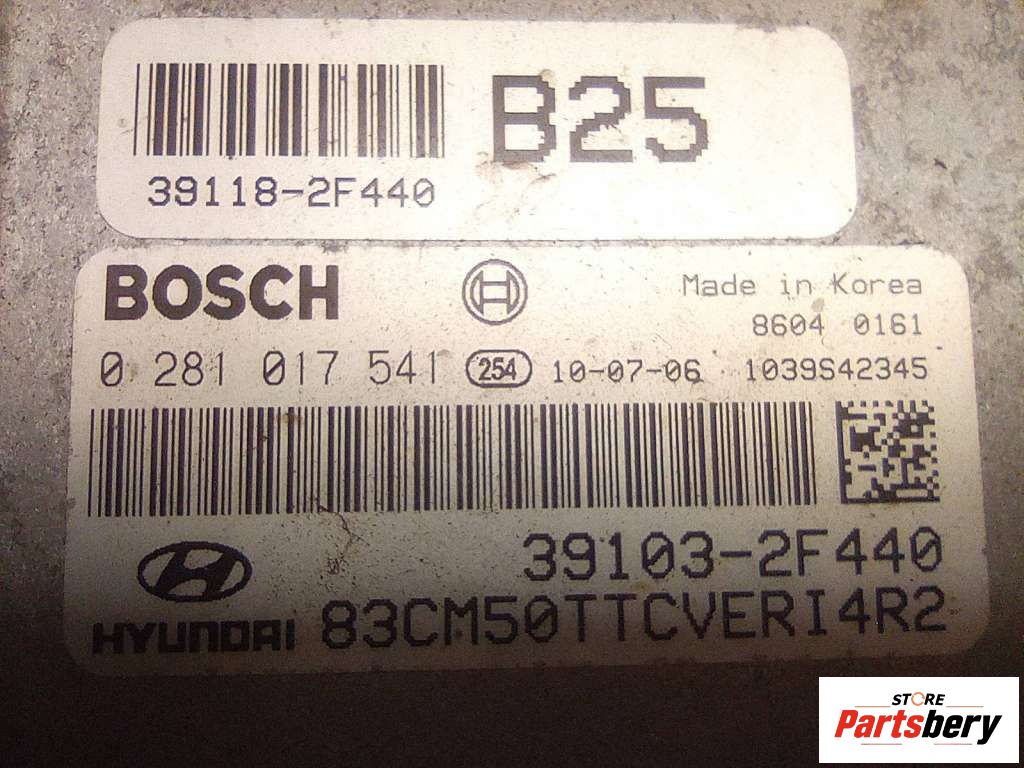 B25
39118-2F440
BOSCH
Made in Korea
8604 0161
0 281 017 541 254 10-07-06 1039S42345
39103-2F440
HYUNDAI 83CM50TTCVERI4R2
STORE
Partsbery